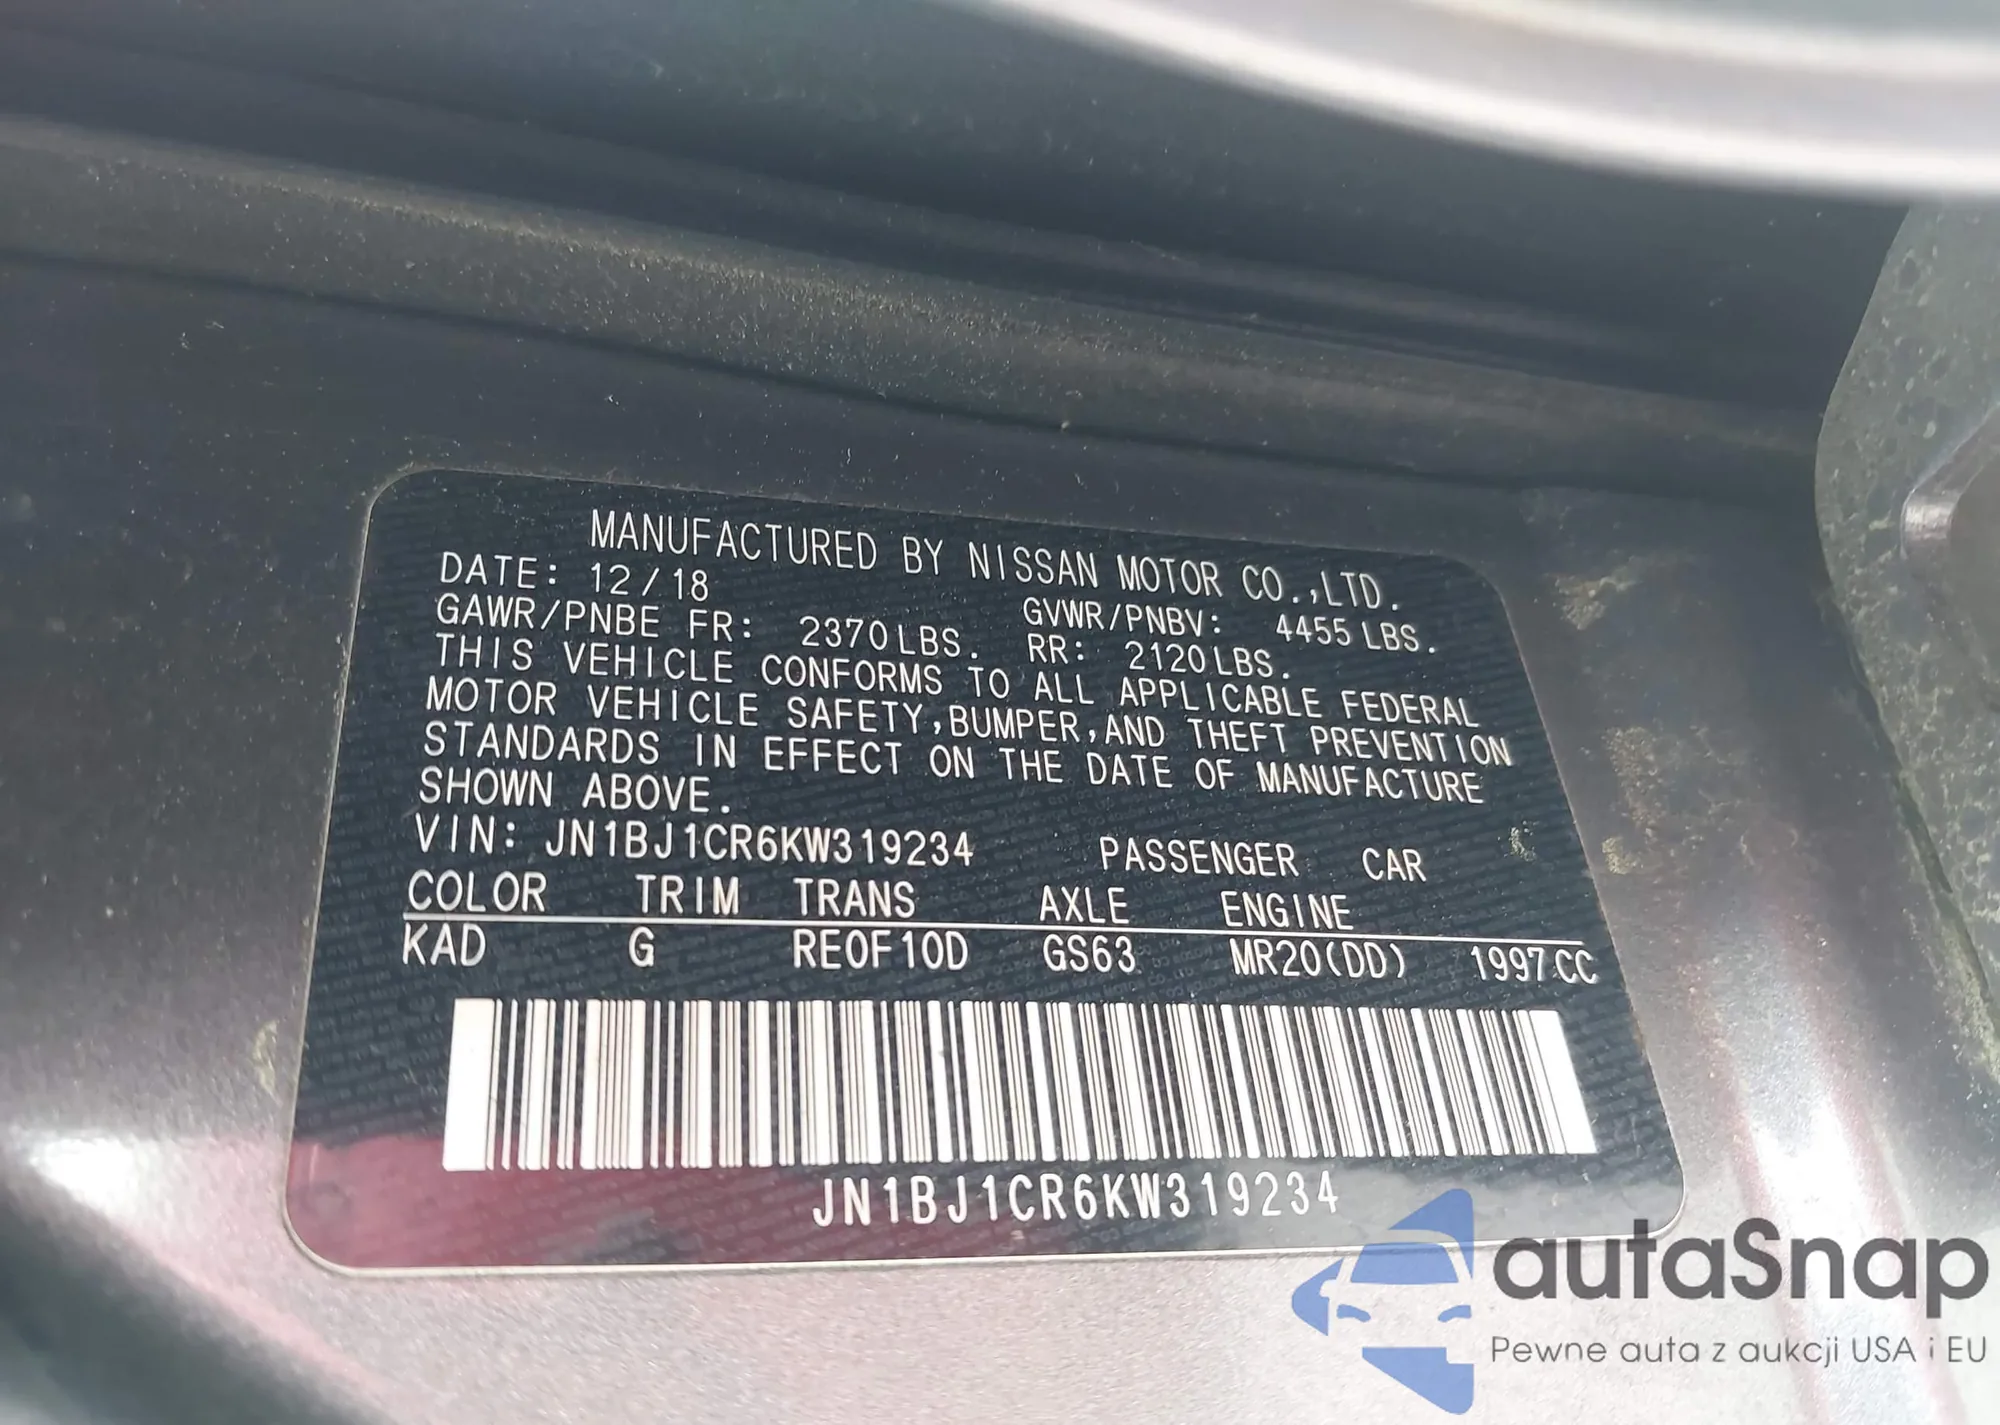 MANUFACTURED BY NISSAN MOTOR CO.,LTD.
DATE: 12/18 GVWR/PNBV: 4455 LBS.
GAWR/PNBE FR: 2370 LBS. RR: 2120 LBS.
THIS VEHICLE CONFORMS TO ALL APPLICABLE FEDERAL
MOTOR VEHICLE SAFETY, BUMPER, AND THEFT PREVENTION
STANDARDS IN EFFECT ON THE DATE OF MANUFACTURE
SHOWN ABOVE.
VIN: JN1BJ1CR6KW319234 PASSENGER CAR
COLOR TRIM TRANS AXLE ENGINE
KAD G RE0F10D GS63 MR20(DD) 1997CC
JN1BJ1CR6KW319234
autaSnap
Pewne auta z aukcji USA i EU